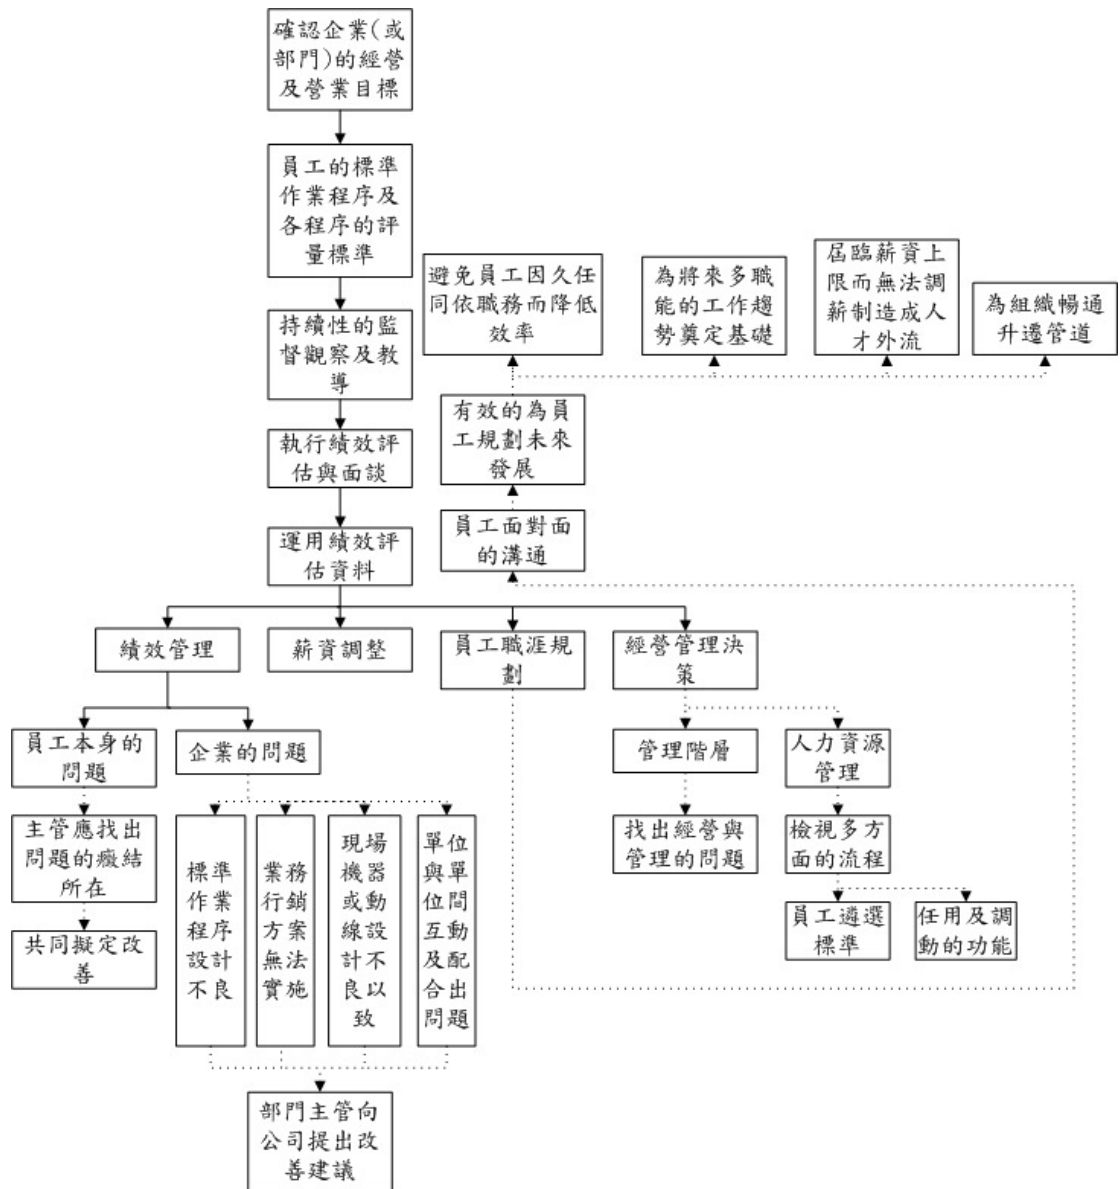 確認企業(或
部門)的經營
及營業目標
員工的標準
作業程序及
各程序的評
量標準
持續性的監
督觀察及教
導
執行績效評
估與面談
運用績效評
估資料
避免員工因久任
同依職務而降低
效率
為將來多職
能的工作趨
勢奠定基礎
屆臨薪資上
限而無法調
薪制造成人
才外流
為組織暢通
升遷管道
有效的為員
工規劃未來
發展
員工面對面
的溝通
績效管理
薪資調整
員工職涯規
劃
經營管理決
策
員工本身的
問題
企業的問題
管理階層
人力資源
管理
主管應找出
問題的癥結
所在
共同擬定改
善
標準
作業
程序
設計
不良
業務
行銷
方案
無法
實施
現場
機器
或動
線設
計不
良以
致
單位
與單
位間
互動
及配
合出
問題
找出經營與
管理的問題
檢視多方
面的流程
員工遴選
標準
任用及調
動的功能
部門主管向
公司提出改
善建議